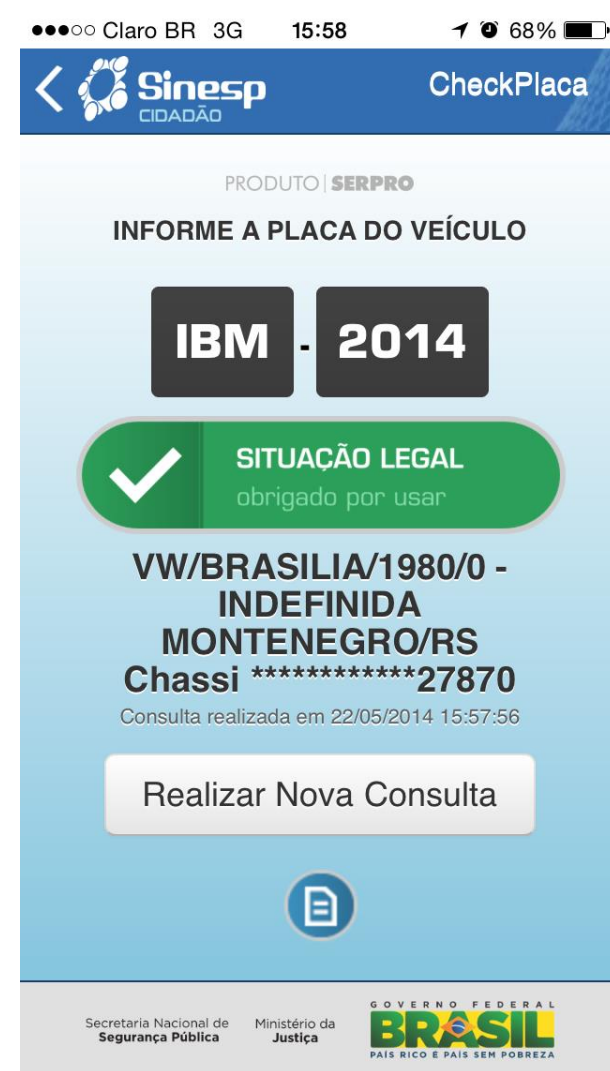 Claro BR 3G 15:58 68%
Sinesp
CIDADÃO
CheckPlaca
PRODUTO | SERPRO
INFORME A PLACA DO VEÍCULO
IBM - 2014
SITUAÇÃO LEGAL
obrigado por usar
VW/BRASILIA/1980/0 -
INDEFINIDA
MONTENEGRO/RS
Chassi ************27870
Consulta realizada em 22/05/2014 15:57:56
Realizar Nova Consulta
Secretaria Nacional de
Segurança Pública
Ministério da
Justiça
GOVERNO FEDERAL
BRASIL
PAÍS RICO É PAÍS SEM POBREZA